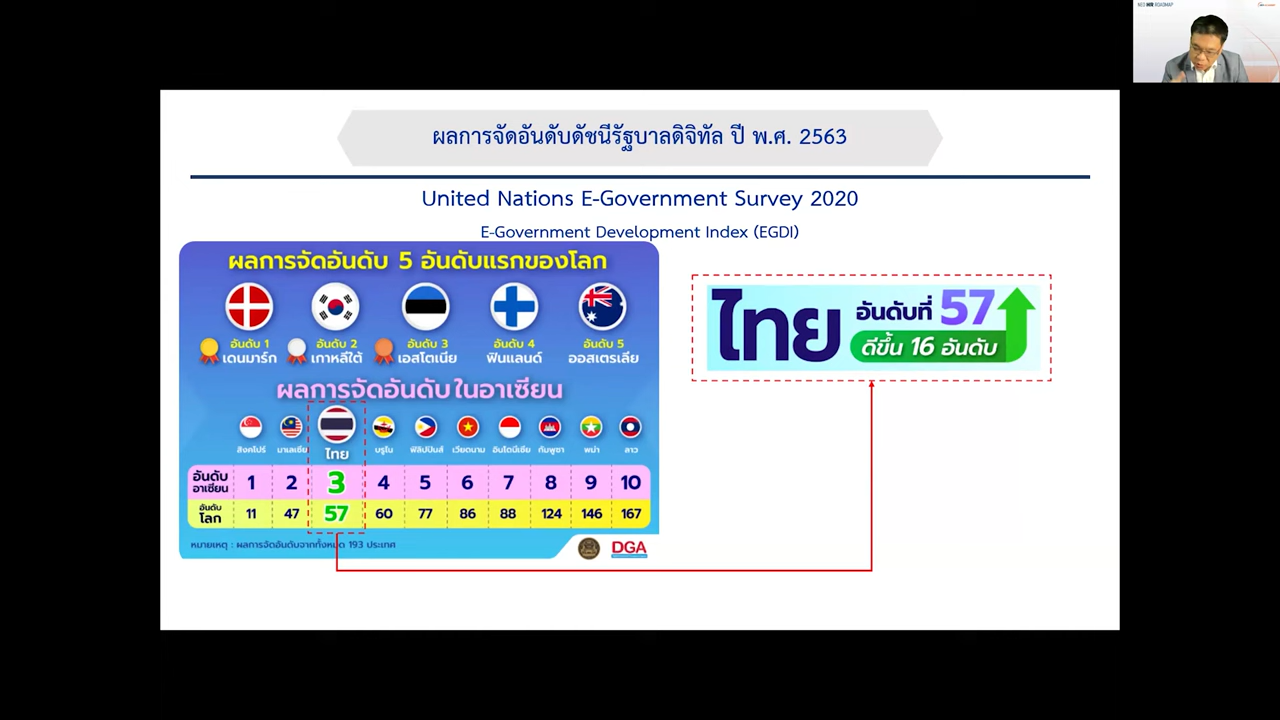 NEO HR ROADMAP
ผลการจัดอันดับดัชนีรัฐบาลดิจิทัล ปี พ.ศ. 2563
United Nations E-Government Survey 2020
E-Government Development Index (EGDI)
ผลการจัดอันดับ 5 อันดับแรกของโลก
อันดับ 1 อันดับ 2 อันดับ 3 อันดับ 4 อันดับ 5
เดนมาร์ก เกาหลีใต้ เอสโตเนีย ฟินแลนด์ ออสเตรเลีย
ผลการจัดอันดับ ในอาเซียน
สิงคโปร์ มาเลเซีย ไทย บรูไน ฟิลิปปินส์ เวียดนาม อินโดนีเซีย กัมพูชา พม่า ลาว
อันดับ อาเซียน 1 2 3 4 5 6 7 8 9 10
อันดับ โลก 11 47 57 60 77 86 88 124 146 167
หมายเหตุ : ผลการจัดอันดับจากทั้งหมด 193 ประเทศ
DGA
ไทย อันดับที่ 57
ดีขึ้น 16 อันดับ